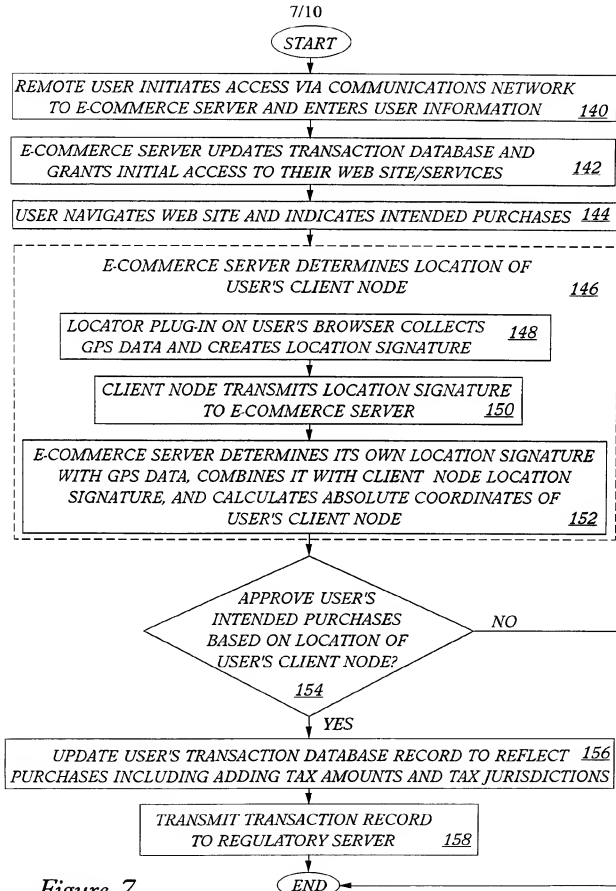 7/10
START
REMOTE USER INITIATES ACCESS VIA COMMUNICATIONS NETWORK
TO E-COMMERCE SERVER AND ENTERS USER INFORMATION 140
E-COMMERCE SERVER UPDATES TRANSACTION DATABASE AND
GRANTS INITIAL ACCESS TO THEIR WEB SITE/SERVICES 142
USER NAVIGATES WEB SITE AND INDICATES INTENDED PURCHASES 144
E-COMMERCE SERVER DETERMINES LOCATION OF
USER'S CLIENT NODE 146
LOCATOR PLUG-IN ON USER'S BROWSER COLLECTS 148
GPS DATA AND CREATES LOCATION SIGNATURE
CLIENT NODE TRANSMITS LOCATION SIGNATURE
TO E-COMMERCE SERVER 150
E-COMMERCE SERVER DETERMINES ITS OWN LOCATION SIGNATURE
WITH GPS DATA, COMBINES IT WITH CLIENT NODE LOCATION
SIGNATURE, AND CALCULATES ABSOLUTE COORDINATES OF
USER'S CLIENT NODE 152
APPROVE USER'S
INTENDED PURCHASES
BASED ON LOCATION OF
USER'S CLIENT NODE?
154
NO
YES
UPDATE USER'S TRANSACTION DATABASE RECORD TO REFLECT 156
PURCHASES INCLUDING ADDING TAX AMOUNTS AND TAX JURISDICTIONS
TRANSMIT TRANSACTION RECORD
TO REGULATORY SERVER 158
END
Figure 7